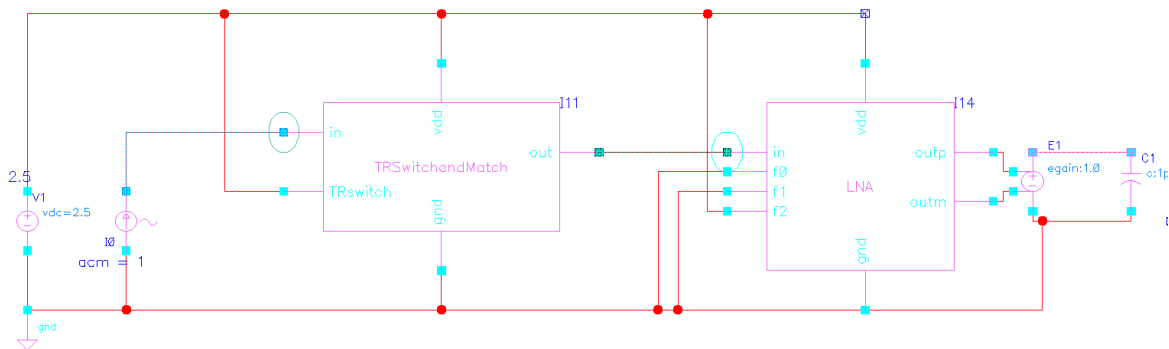 I11
I14
vdd
vdd
in
out
in
outp
E1
C1
TRSwitchandMatch
f0
egain:1.0
c:1p
2.5
V1
TRswitch
f1
LNA
outm
vdc=2.5
f2
gnd
gnd
I0
acm = 1
gnd